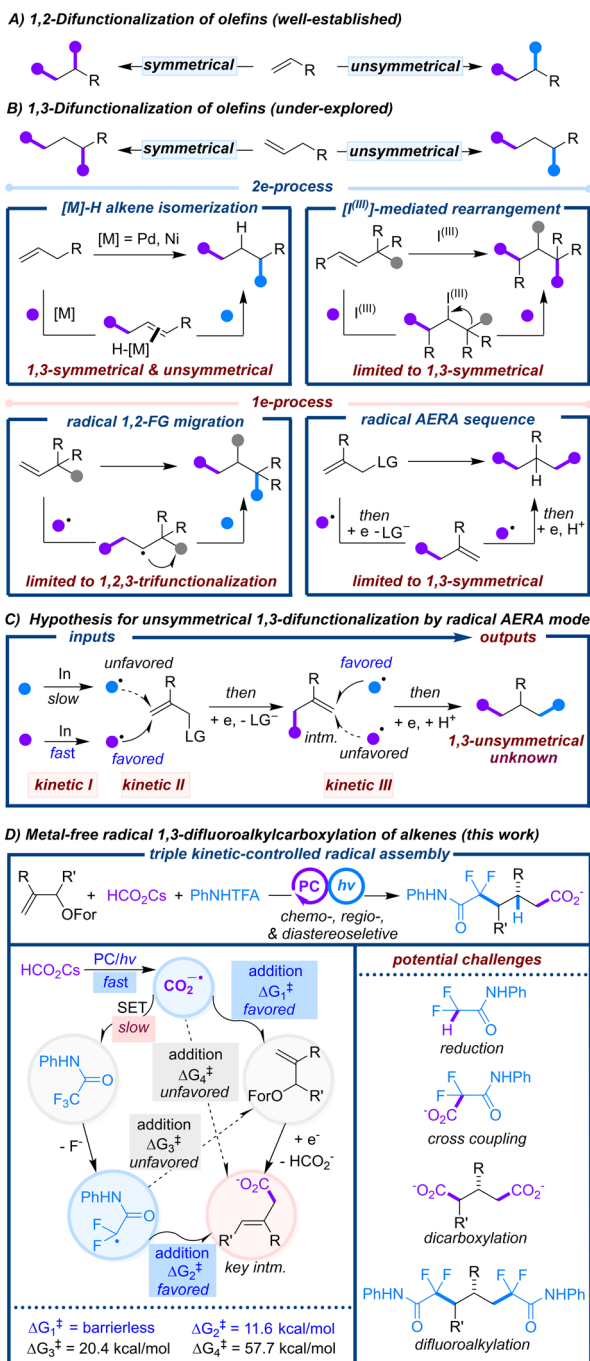 A) 1,2-Difunctionalization of olefins (well-established)
R symmetrical R unsymmetrical R
B) 1,3-Difunctionalization of olefins (under-explored)
R symmetrical R unsymmetrical R
2e-process
[M]-H alkene isomerization
R [M] = Pd, Ni H R
[M]
H-[M] R
1,3-symmetrical & unsymmetrical
[I(III)]-mediated rearrangement
R R R I(III) R R R
I(III) I(III)
R R R
limited to 1,3-symmetrical
1e-process
radical 1,2-FG migration
R R R R
R R
limited to 1,2,3-trifunctionalization
radical AERA sequence
R LG R H
then
+ e -LG–
R
then
+ e, H+
limited to 1,3-symmetrical
C) Hypothesis for unsymmetrical 1,3-difunctionalization by radical AERA mode
inputs outputs
In
slow
unfavored
R
LG
then
+ e, - LG–
R
intm.
favored
then
+ e, + H+
R
In
fast
favored
unfavored
1,3-unsymmetrical
unknown
kinetic I kinetic II kinetic III
D) Metal-free radical 1,3-difluoroalkylcarboxylation of alkenes (this work)
triple kinetic-controlled radical assembly
R R' OFor + HCO2Cs + PhNHTFA PC hv
chemo-, regio-,
& diastereoseletive
PhHN O F F R R' H CO2-
HCO2Cs PC/hv
fast
CO2–•
addition
ΔG1‡
favored
SET
slow
addition
ΔG4‡
unfavored
PhHN O
F3C
R
ForO R'
addition
ΔG3‡
unfavored
- F-
+ e-
- HCO2-
PhHN O
F F •
-O2C
R' R
key intm.
addition
ΔG2‡
favored
ΔG1‡ = barrierless ΔG2‡ = 11.6 kcal/mol
ΔG3‡ = 20.4 kcal/mol ΔG4‡ = 57.7 kcal/mol
potential challenges
F F H NHPh O
reduction
F F -O2C NHPh O
cross coupling
-O2C R R' CO2-
dicarboxylation
PhHN O F F R R' F F O NHPh
difluoroalkylation